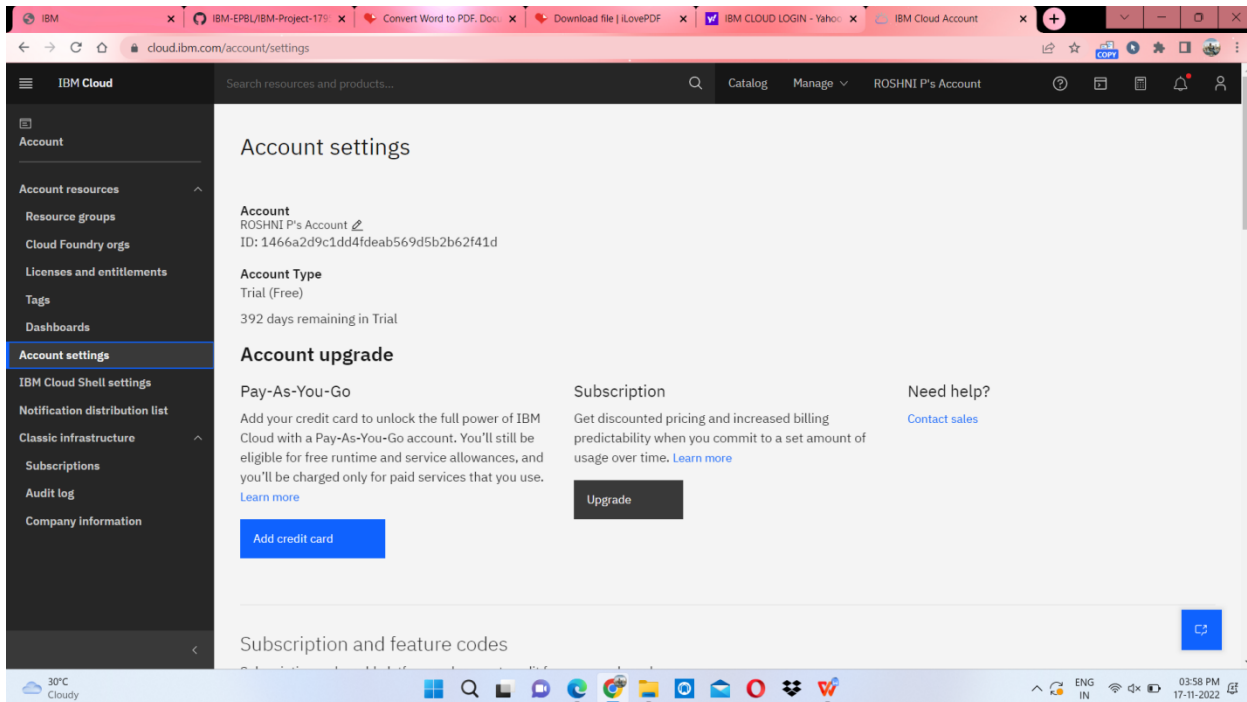 IBM
IBM-EPBL/IBM-Project-179
Convert Word to PDF. Docu
Download file | iLovePDF
IBM CLOUD LOGIN - Yahoo
IBM Cloud Account
cloud.ibm.com/account/settings
COPY
IBM Cloud
Search resources and products...
Catalog
Manage
ROSHNI P's Account
Account
Account resources
Resource groups
Cloud Foundry orgs
Licenses and entitlements
Tags
Dashboards
Account settings
IBM Cloud Shell settings
Notification distribution list
Classic infrastructure
Subscriptions
Audit log
Company information
Account settings
Account
ROSHNI P's Account
ID: 1466a2d9c1dd4fdeab569d5b2b62f41d
Account Type
Trial (Free)
392 days remaining in Trial
Account upgrade
Pay-As-You-Go
Add your credit card to unlock the full power of IBM
Cloud with a Pay-As-You-Go account. You'll still be
eligible for free runtime and service allowances, and
you'll be charged only for paid services that you use.
Learn more
Add credit card
Subscription
Get discounted pricing and increased billing
predictability when you commit to a set amount of
usage over time. Learn more
Upgrade
Need help?
Contact sales
Subscription and feature codes
30°C
Cloudy
ENG
IN
03:58 PM
17-11-2022